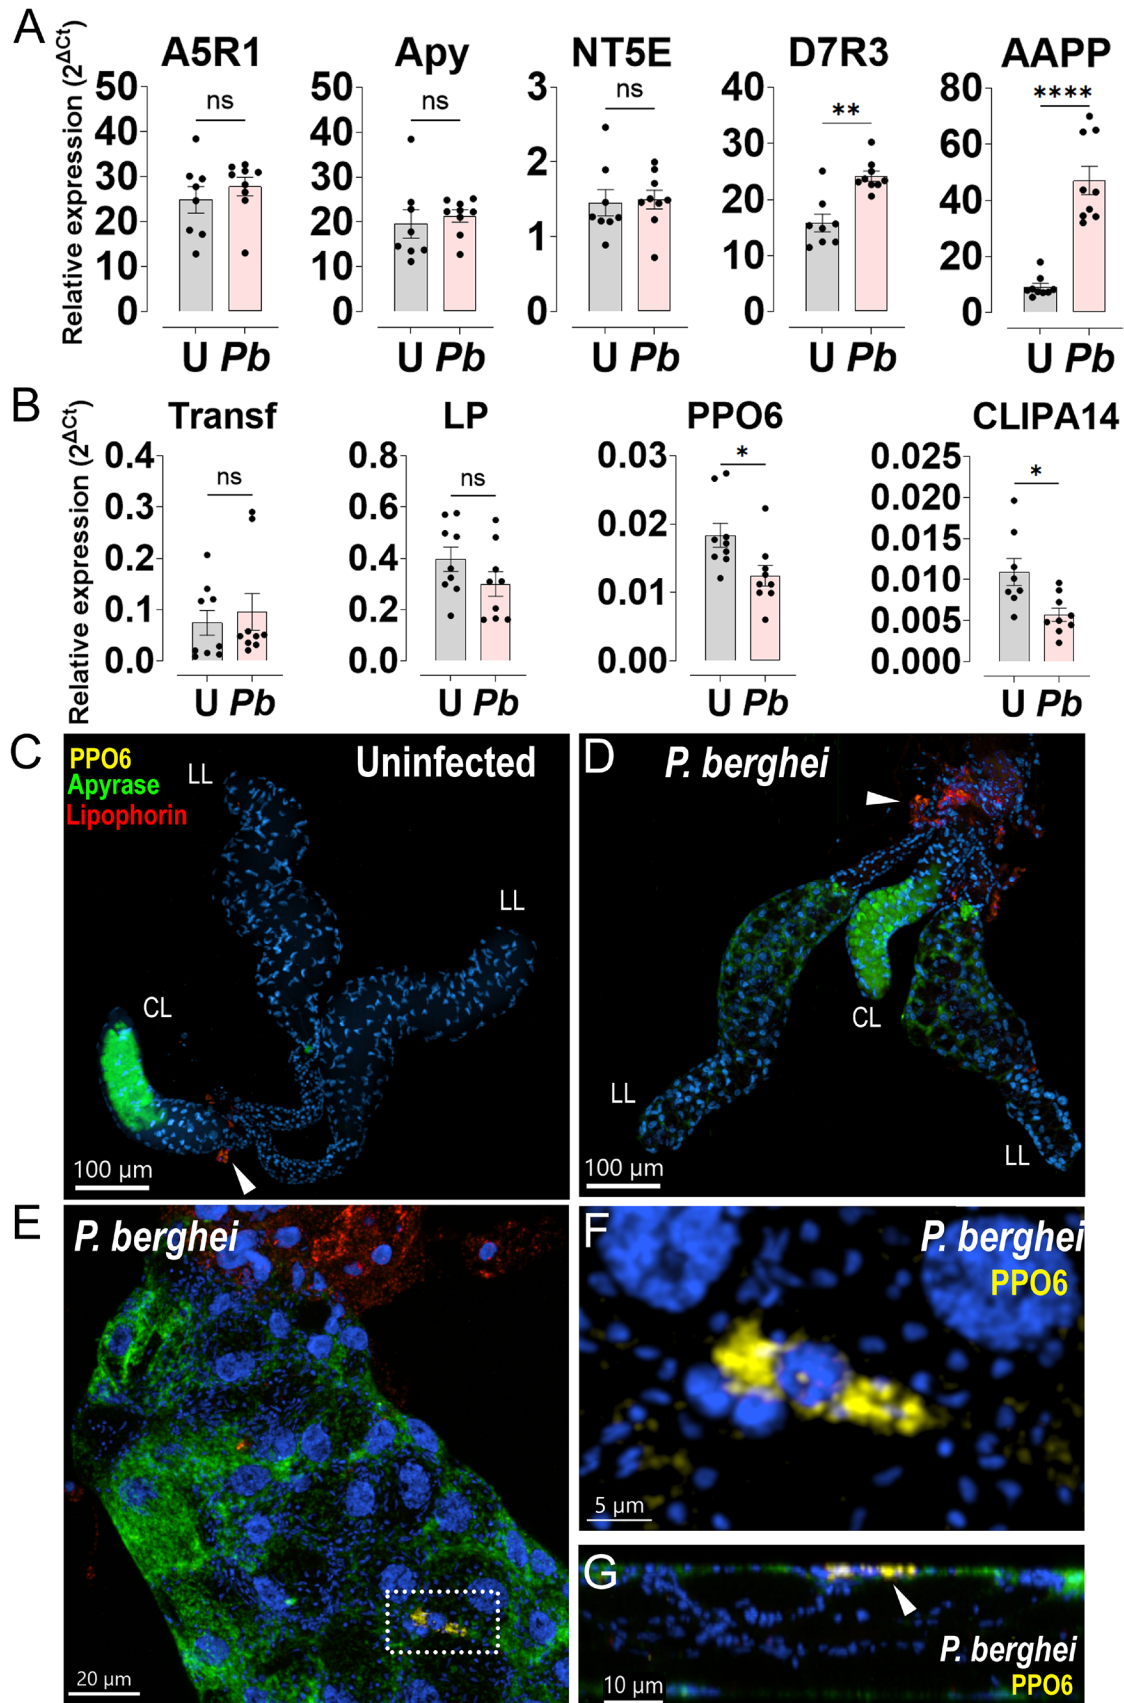 A
A5R1
Apy
NT5E
D7R3
AAPP
Relative expression (2^ΔCt)
50
40
30
20
10
0
ns
U Pb
50
40
30
20
10
0
ns
U Pb
3
2
1
0
ns
U Pb
40
30
20
10
0
**
U Pb
80
60
40
20
0
****
U Pb
B
Transf
LP
PPO6
CLIPA14
Relative expression (2^ΔCt)
0.4
0.3
0.2
0.1
0.0
ns
U Pb
0.8
0.6
0.4
0.2
0.0
ns
U Pb
0.03
0.02
0.01
0.00
*
U Pb
0.025
0.020
0.015
0.010
0.005
0.000
*
U Pb
C
PPO6
Apyrase
Lipophorin
Uninfected
LL
LL
CL
100 µm
D
P. berghei
CL
LL
LL
100 µm
E
P. berghei
20 µm
F
P. berghei
PPO6
5 µm
G
P. berghei
PPO6
10 µm